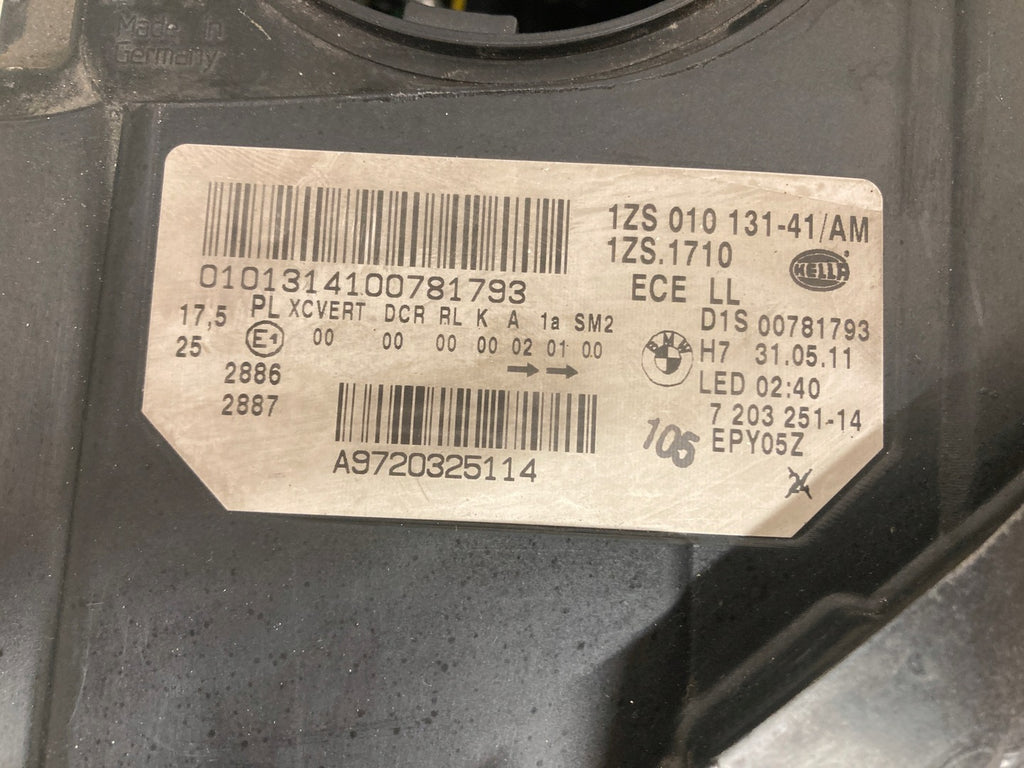 Made in
Germany
0101314100781793
1ZS 010 131-41/AM
1ZS.1710
HELLA
ECE LL
17,5 PL XCVERT DCR RL K A 1a SM2
25 E1 00 00 00 00 02 01 00
2886
2887
A9720325114
BMW
D1S 00781793
H7 31.05.11
LED 02:40
7 203 251-14
EPY05Z
105
24